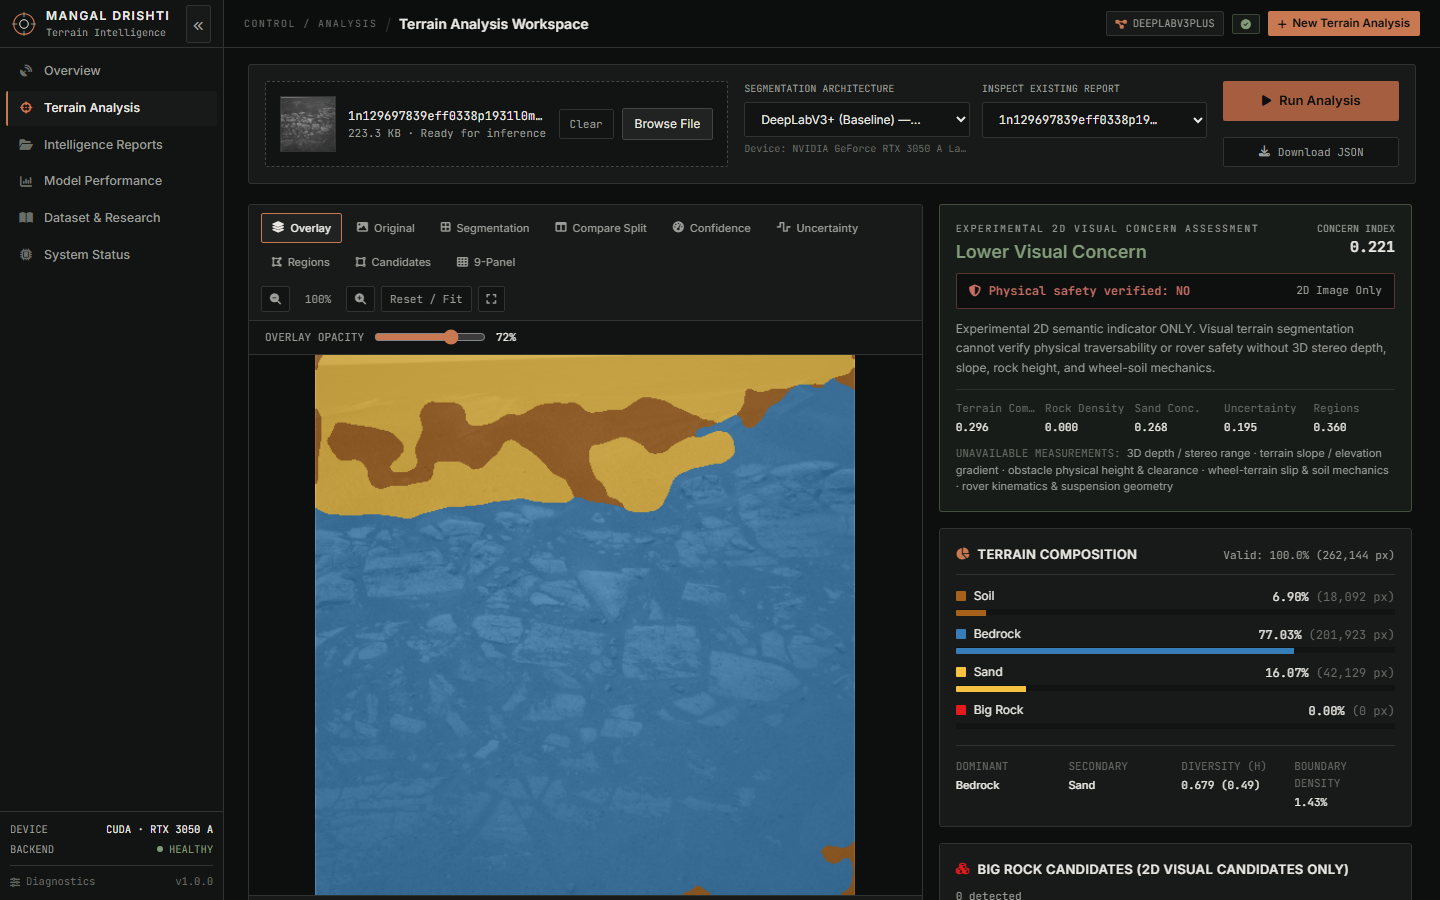 MANGAL DRISHTI
Terrain Intelligence
CONTROL / ANALYSIS / Terrain Analysis Workspace
DEEPLABV3PLUS
+ New Terrain Analysis
Overview
Terrain Analysis
Intelligence Reports
Model Performance
Dataset & Research
System Status
DEVICE CUDA · RTX 3050 A
BACKEND HEALTHY
Diagnostics v1.0.0
1n129697839eff0338p1931l0m…
223.3 KB · Ready for inference
Clear
Browse File
SEGMENTATION ARCHITECTURE
DeepLabV3+ (Baseline) —...
Device: NVIDIA GeForce RTX 3050 A La…
INSPECT EXISTING REPORT
1n129697839eff0338p19…
Run Analysis
Download JSON
Overlay
Original
Segmentation
Compare Split
Confidence
Uncertainty
Regions
Candidates
9-Panel
100%
Reset / Fit
OVERLAY OPACITY 72%
EXPERIMENTAL 2D VISUAL CONCERN ASSESSMENT
Lower Visual Concern
CONCERN INDEX
0.221
Physical safety verified: NO
2D Image Only
Experimental 2D semantic indicator ONLY. Visual terrain segmentation
cannot verify physical traversability or rover safety without 3D stereo depth,
slope, rock height, and wheel-soil mechanics.
Terrain Com… Rock Density Sand Conc. Uncertainty Regions
0.296 0.000 0.268 0.195 0.360
UNAVAILABLE MEASUREMENTS: 3D depth / stereo range · terrain slope / elevation
gradient · obstacle physical height & clearance · wheel-terrain slip & soil mechanics
· rover kinematics & suspension geometry
TERRAIN COMPOSITION
Valid: 100.0% (262,144 px)
Soil 6.90% (18,092 px)
Bedrock 77.03% (201,923 px)
Sand 16.07% (42,129 px)
Big Rock 0.00% (0 px)
DOMINANT
Bedrock
SECONDARY
Sand
DIVERSITY (H)
0.679 (0.49)
BOUNDARY
DENSITY
1.43%
BIG ROCK CANDIDATES (2D VISUAL CANDIDATES ONLY)
0 detected